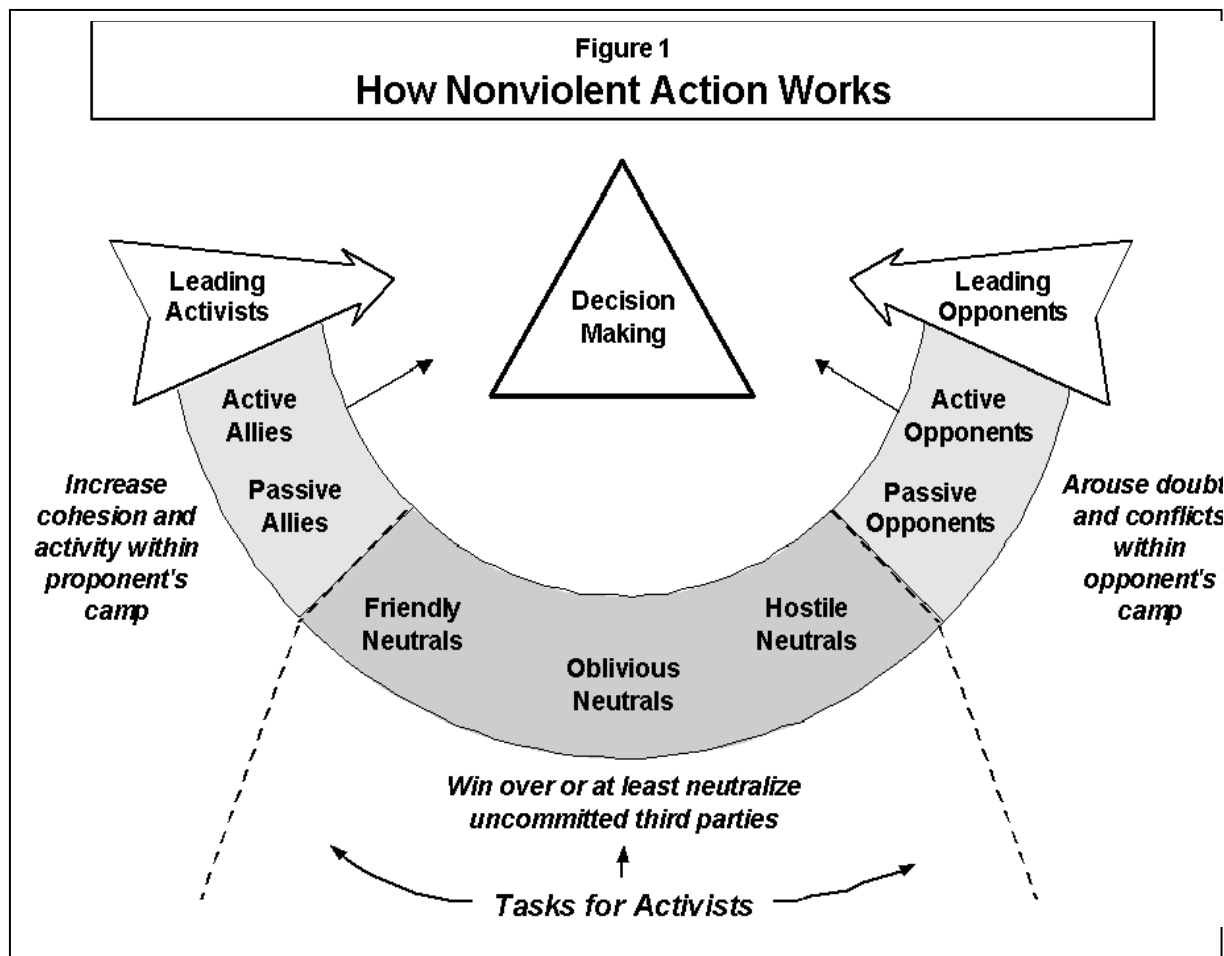 Figure 1
How Nonviolent Action Works
Leading
Activists
Decision
Making
Leading
Opponents
Active
Allies
Passive
Allies
Active
Opponents
Passive
Opponents
Increase
cohesion and
activity within
proponent's
camp
Arouse doubt
and conflicts
within
opponent's
camp
Friendly
Neutrals
Oblivious
Neutrals
Hostile
Neutrals
Win over or at least neutralize
uncommitted third parties
Tasks for Activists